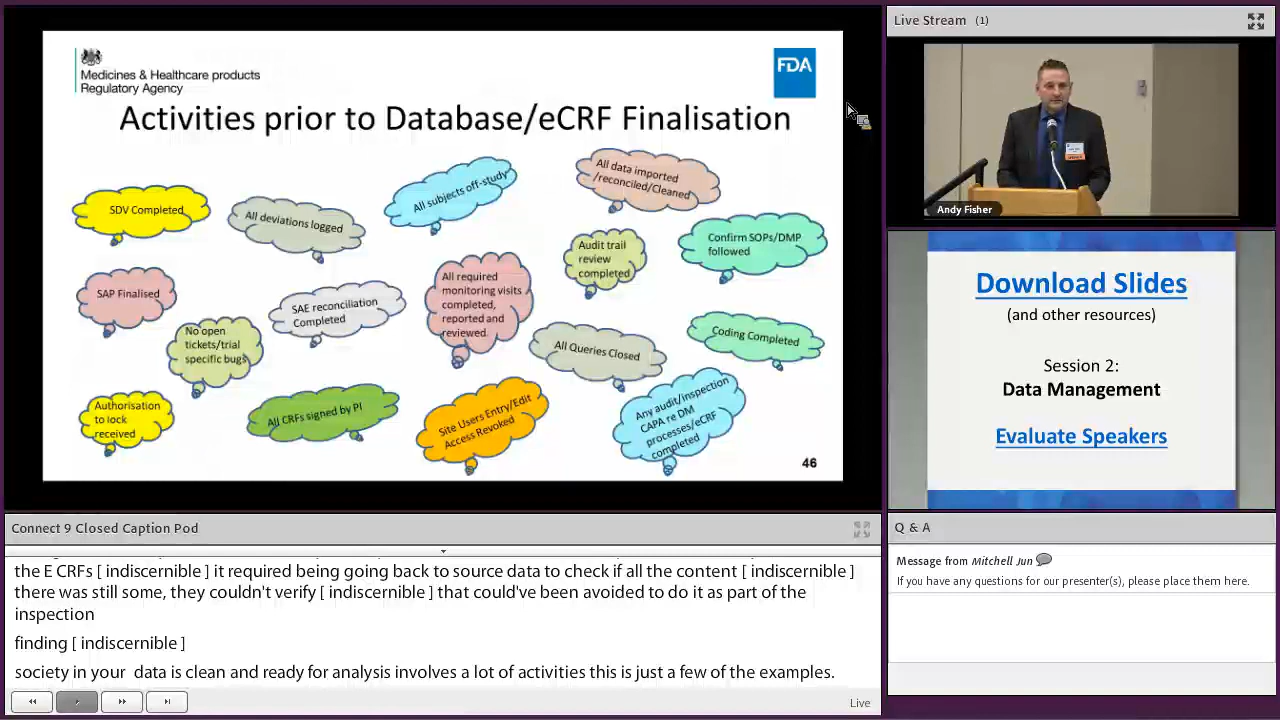 Medicines & Healthcare products
Regulatory Agency
FDA
Activities prior to Database/eCRF Finalisation
SDV Completed
All deviations logged
All subjects off-study
All data imported
/reconciled/Cleaned
Audit trail
review
completed
Confirm SOPs/DMP
followed
SAP Finalised
SAE reconciliation
Completed
All required
monitoring visits
completed,
reported and
reviewed.
No open
tickets/trial
specific bugs
All Queries Closed
Coding Completed
Authorisation
to lock
received
All CRFs signed by PI
Site Users Entry/Edit
Access Revoked
Any audit/inspection
CAPA re DM
processes/eCRF
completed
46
Live Stream (1)
Andy Fisher
Download Slides
(and other resources)
Session 2:
Data Management
Evaluate Speakers
Connect 9 Closed Caption Pod
the E CRFs [ indiscernible ] it required being going back to source data to check if all the content [ indiscernible ]
there was still some, they couldn't verify [ indiscernible ] that could've been avoided to do it as part of the
inspection
finding [ indiscernible ]
society in your data is clean and ready for analysis involves a lot of activities this is just a few of the examples.
Live
Q & A
Message from Mitchell Jun
If you have any questions for our presenter(s), please place them here.